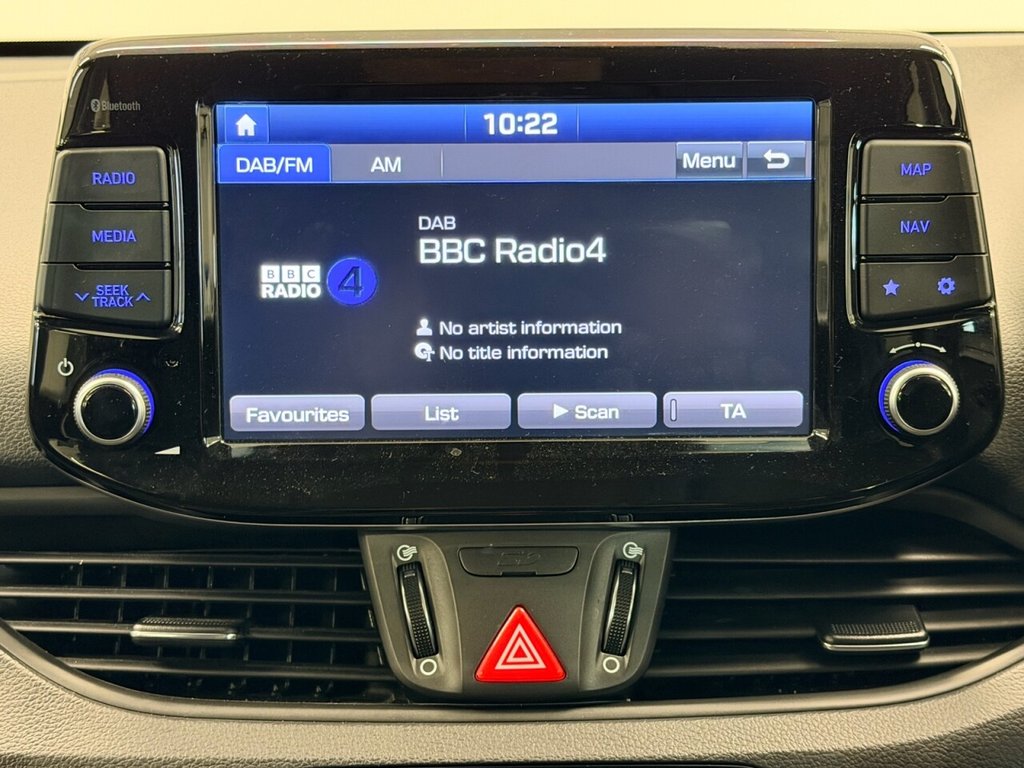 Bluetooth
10:22
DAB/FM
AM
Menu
RADIO
MEDIA
SEEK
TRACK
DAB
BBC Radio4
BBC
RADIO 4
No artist information
No title information
Favourites
List
Scan
TA
MAP
NAV